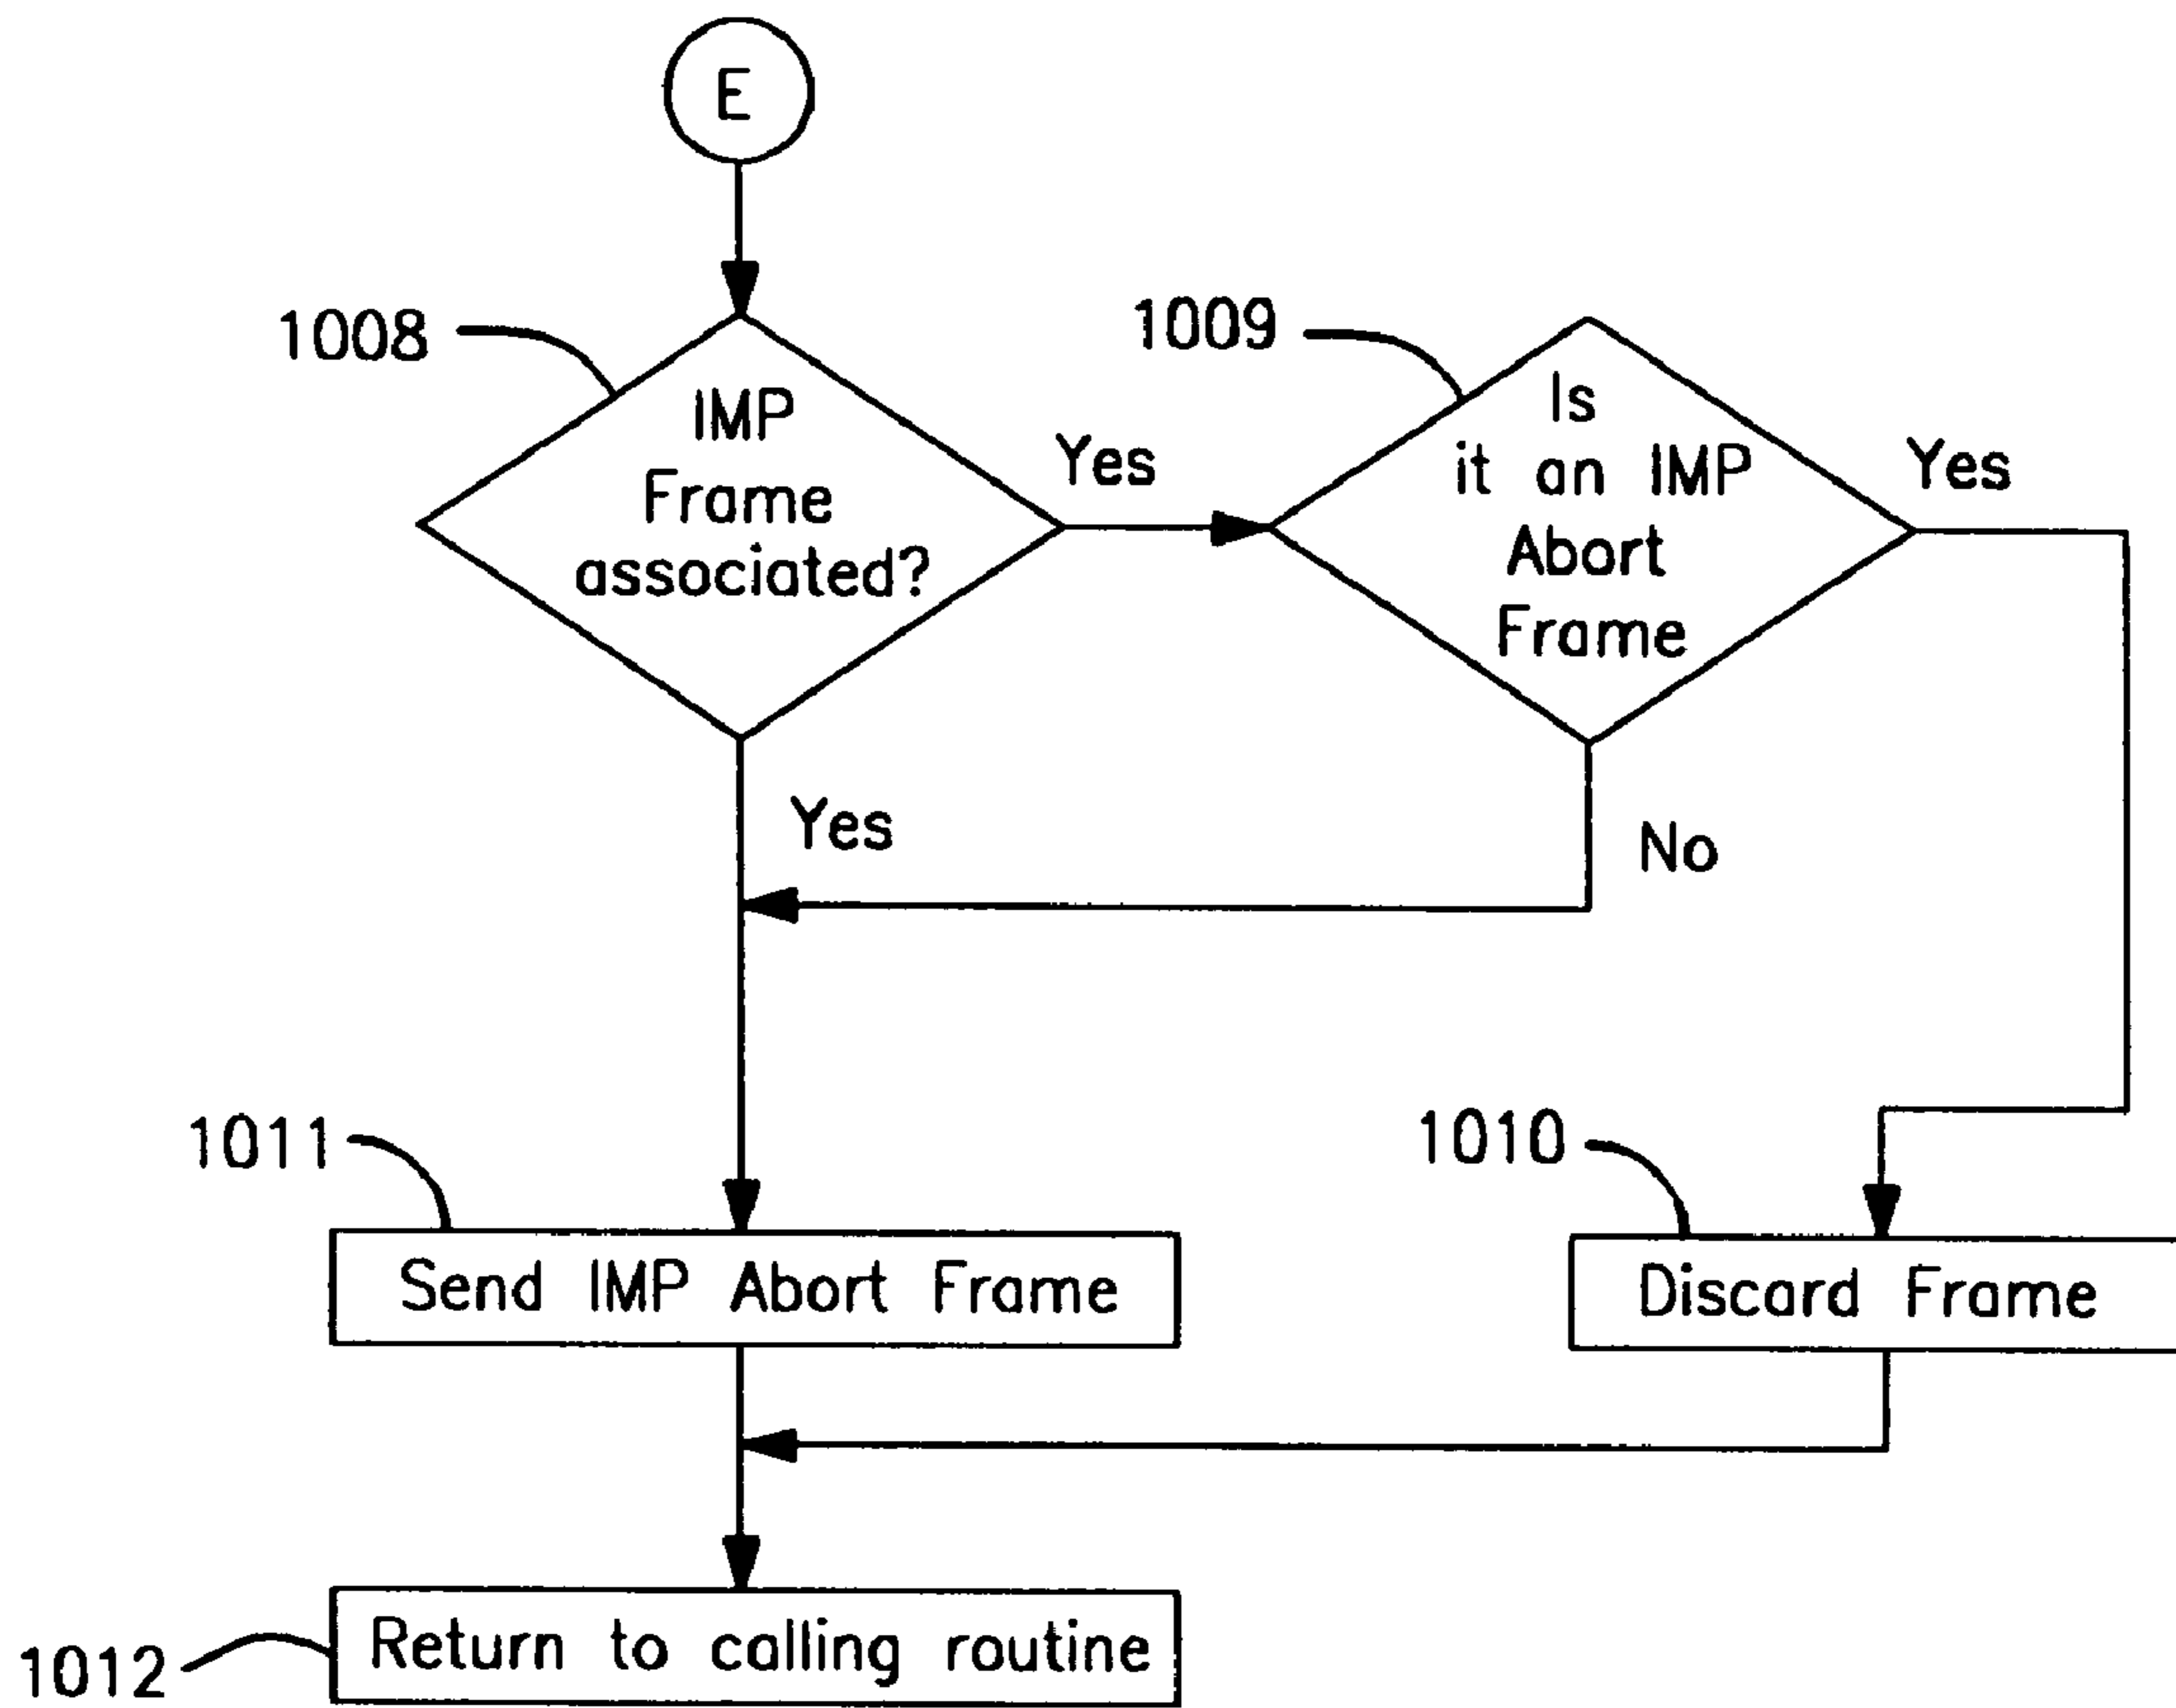 E
1008
IMP
Frame
associated?
Yes
1009
Is
it an IMP
Abort
Frame
Yes
Yes
No
1011
Send IMP Abort Frame
1010
Discard Frame
1012
Return to calling routine